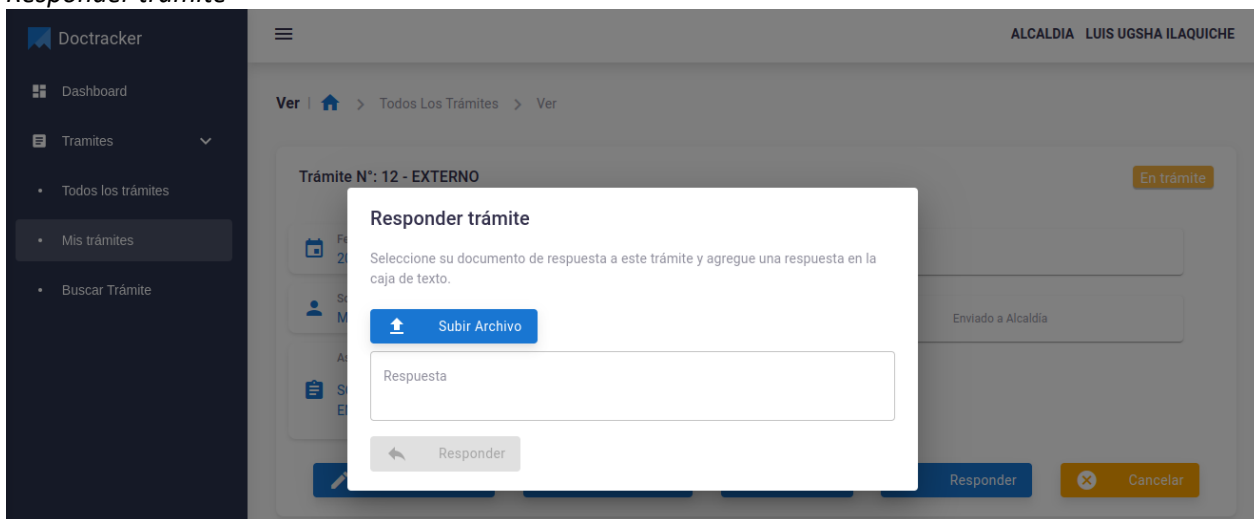 Responder trámite
Doctracker
ALCALDIA LUIS UGSHA ILAQUICHE
Dashboard
Ver | > Todos Los Trámites > Ver
Tramites
Trámite N°: 12 - EXTERNO
En trámite
Todos los trámites
Responder trámite
Mis trámites
Seleccione su documento de respuesta a este trámite y agregue una respuesta en la
caja de texto.
Buscar Trámite
Subir Archivo
Enviado a Alcaldía
Respuesta
Responder
Responder
Cancelar